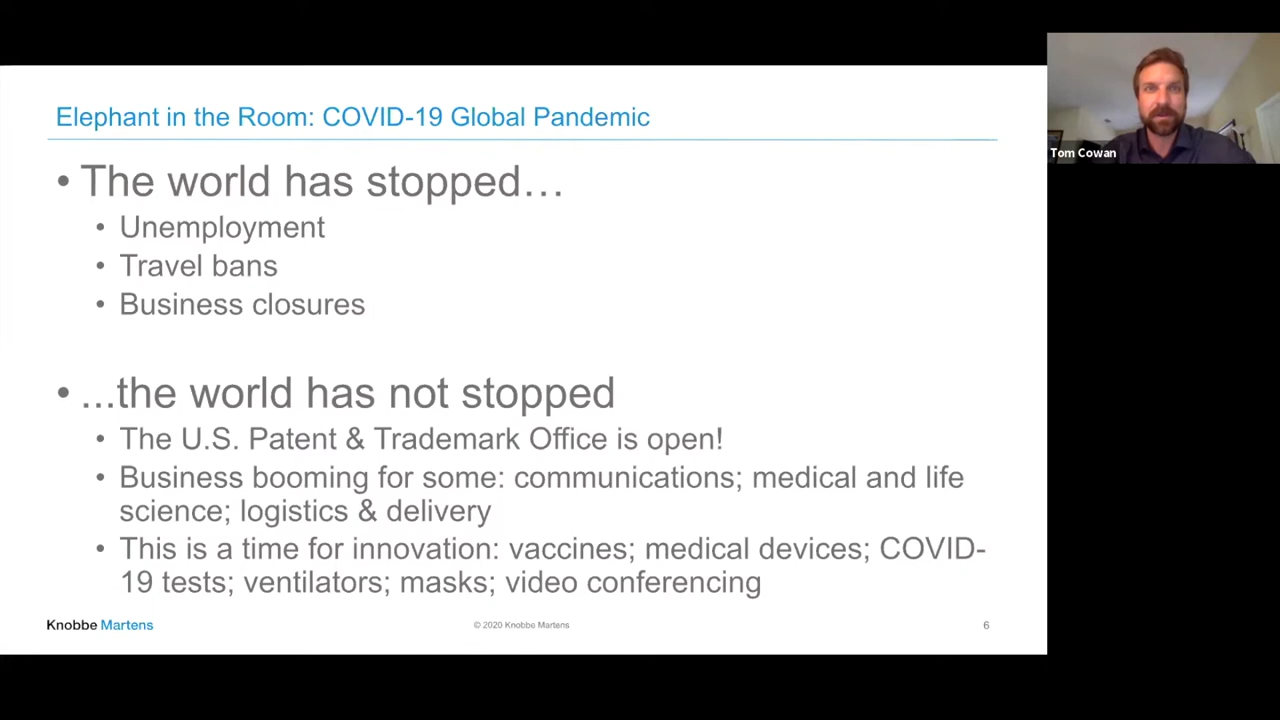 Elephant in the Room: COVID-19 Global Pandemic
• The world has stopped…
• Unemployment
• Travel bans
• Business closures
• ...the world has not stopped
• The U.S. Patent & Trademark Office is open!
• Business booming for some: communications; medical and life
science; logistics & delivery
• This is a time for innovation: vaccines; medical devices; COVID-
19 tests; ventilators; masks; video conferencing
Knobbe Martens
© 2020 Knobbe Martens
6
Tom Cowan